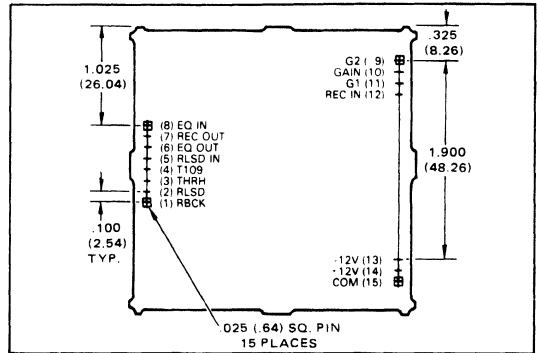 .325
(8.26)
1.025
(26.04)
G2 ( 9)
GAIN (10)
G1 (11)
REC IN (12)
(8) EQ IN
(7) REC OUT
(6) EQ OUT
(5) RLSD IN
(4) T109
(3) THRH
(2) RLSD
(1) RBCK
1.900
(48.26)
.100
(2.54)
TYP.
-12V (13)
-12V (14)
COM (15)
.025 (.64) SQ. PIN
15 PLACES